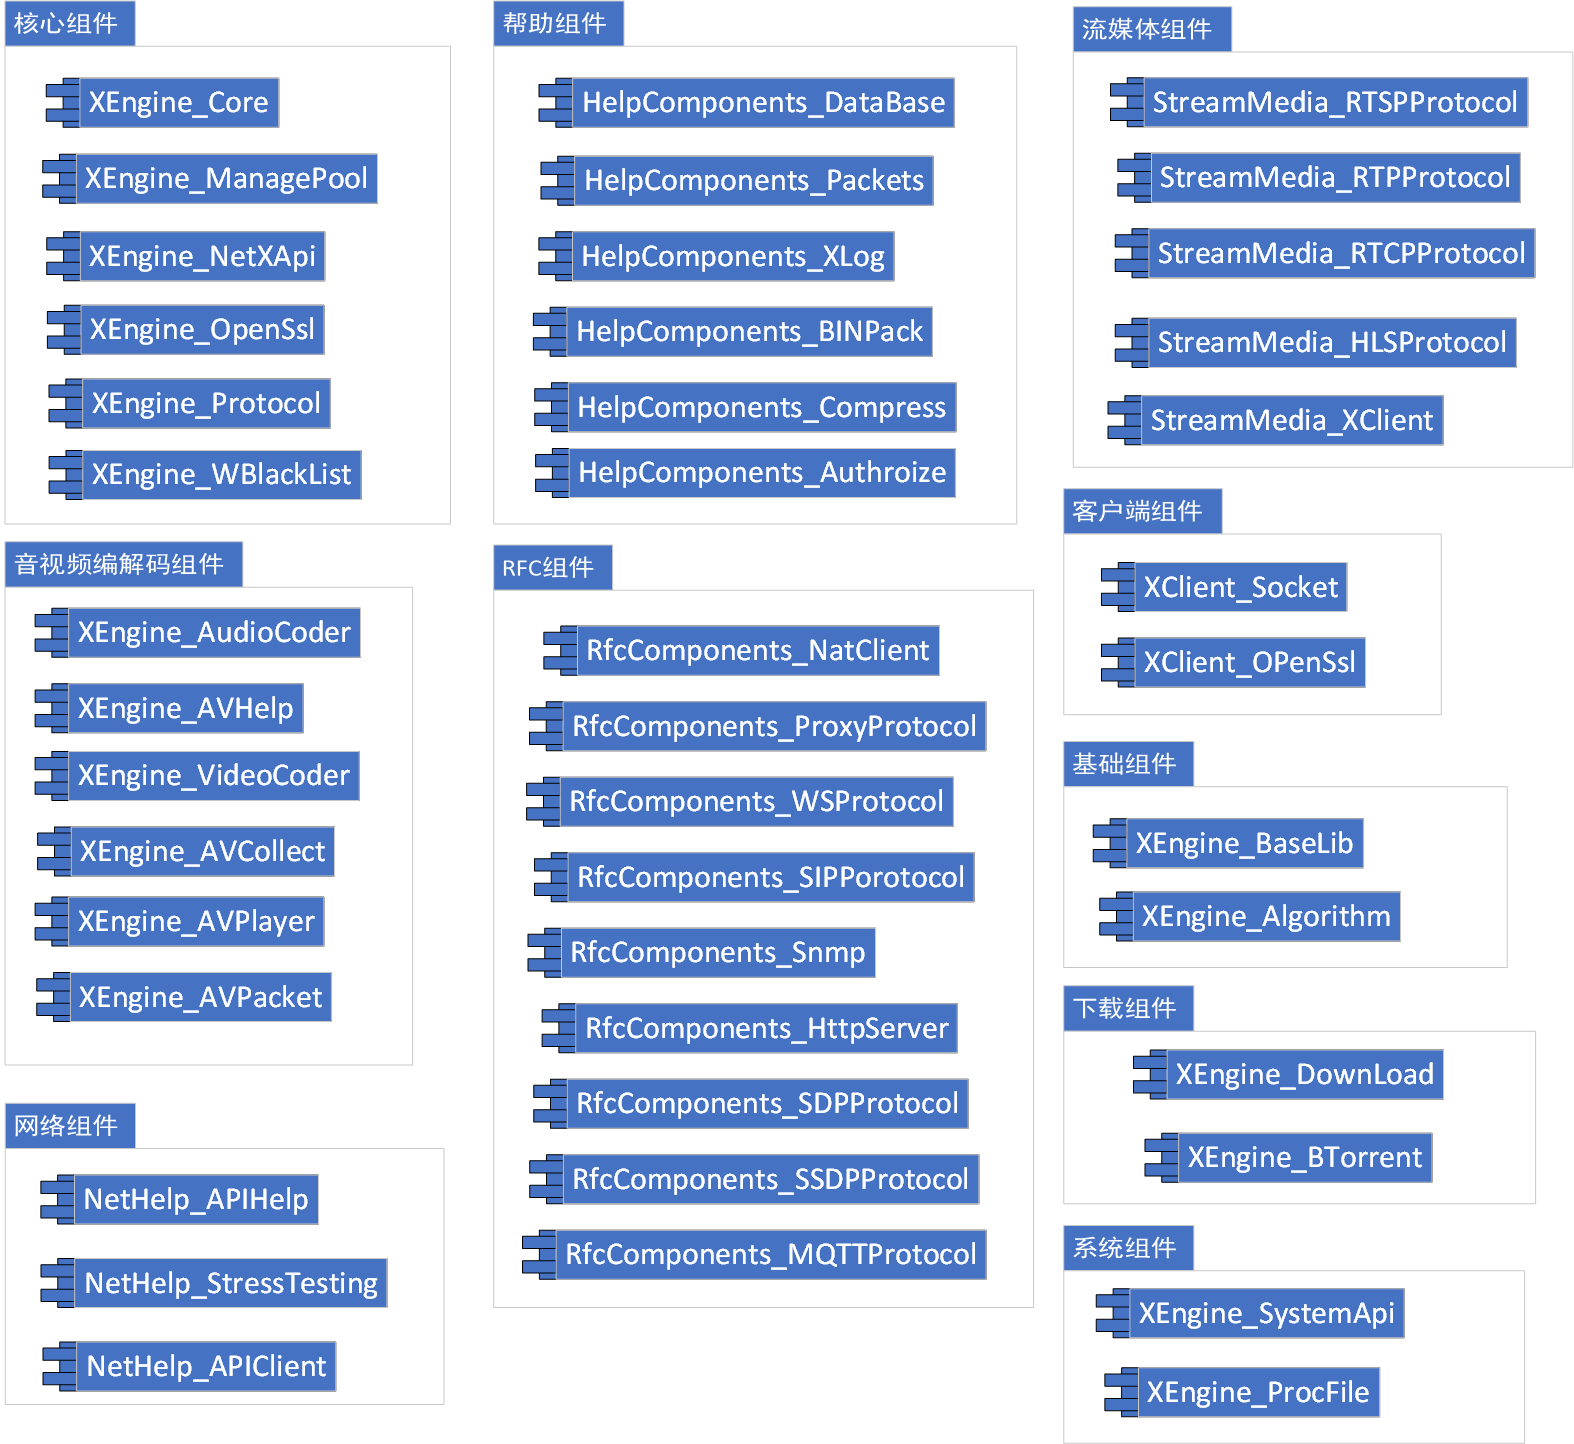 核心组件
XEngine_Core
XEngine_ManagePool
XEngine_NetXApi
XEngine_OpenSsl
XEngine_Protocol
XEngine_WBlackList
音视频编解码组件
XEngine_AudioCoder
XEngine_AVHelp
XEngine_VideoCoder
XEngine_AVCollect
XEngine_AVPlayer
XEngine_AVPacket
网络组件
NetHelp_APIHelp
NetHelp_StressTesting
NetHelp_APIClient
帮助组件
HelpComponents_DataBase
HelpComponents_Packets
HelpComponents_XLog
HelpComponents_BINPack
HelpComponents_Compress
HelpComponents_Authroize
RFC组件
RfcComponents_NatClient
RfcComponents_ProxyProtocol
RfcComponents_WSProtocol
RfcComponents_SIPPorotocol
RfcComponents_Snmp
RfcComponents_HttpServer
RfcComponents_SDPProtocol
RfcComponents_SSDPProtocol
RfcComponents_MQTTProtocol
流媒体组件
StreamMedia_RTSPProtocol
StreamMedia_RTPProtocol
StreamMedia_RTCPProtocol
StreamMedia_HLSProtocol
StreamMedia_XClient
客户端组件
XClient_Socket
XClient_OPenSsl
基础组件
XEngine_BaseLib
XEngine_Algorithm
下载组件
XEngine_DownLoad
XEngine_BTorrent
系统组件
XEngine_SystemApi
XEngine_ProcFile